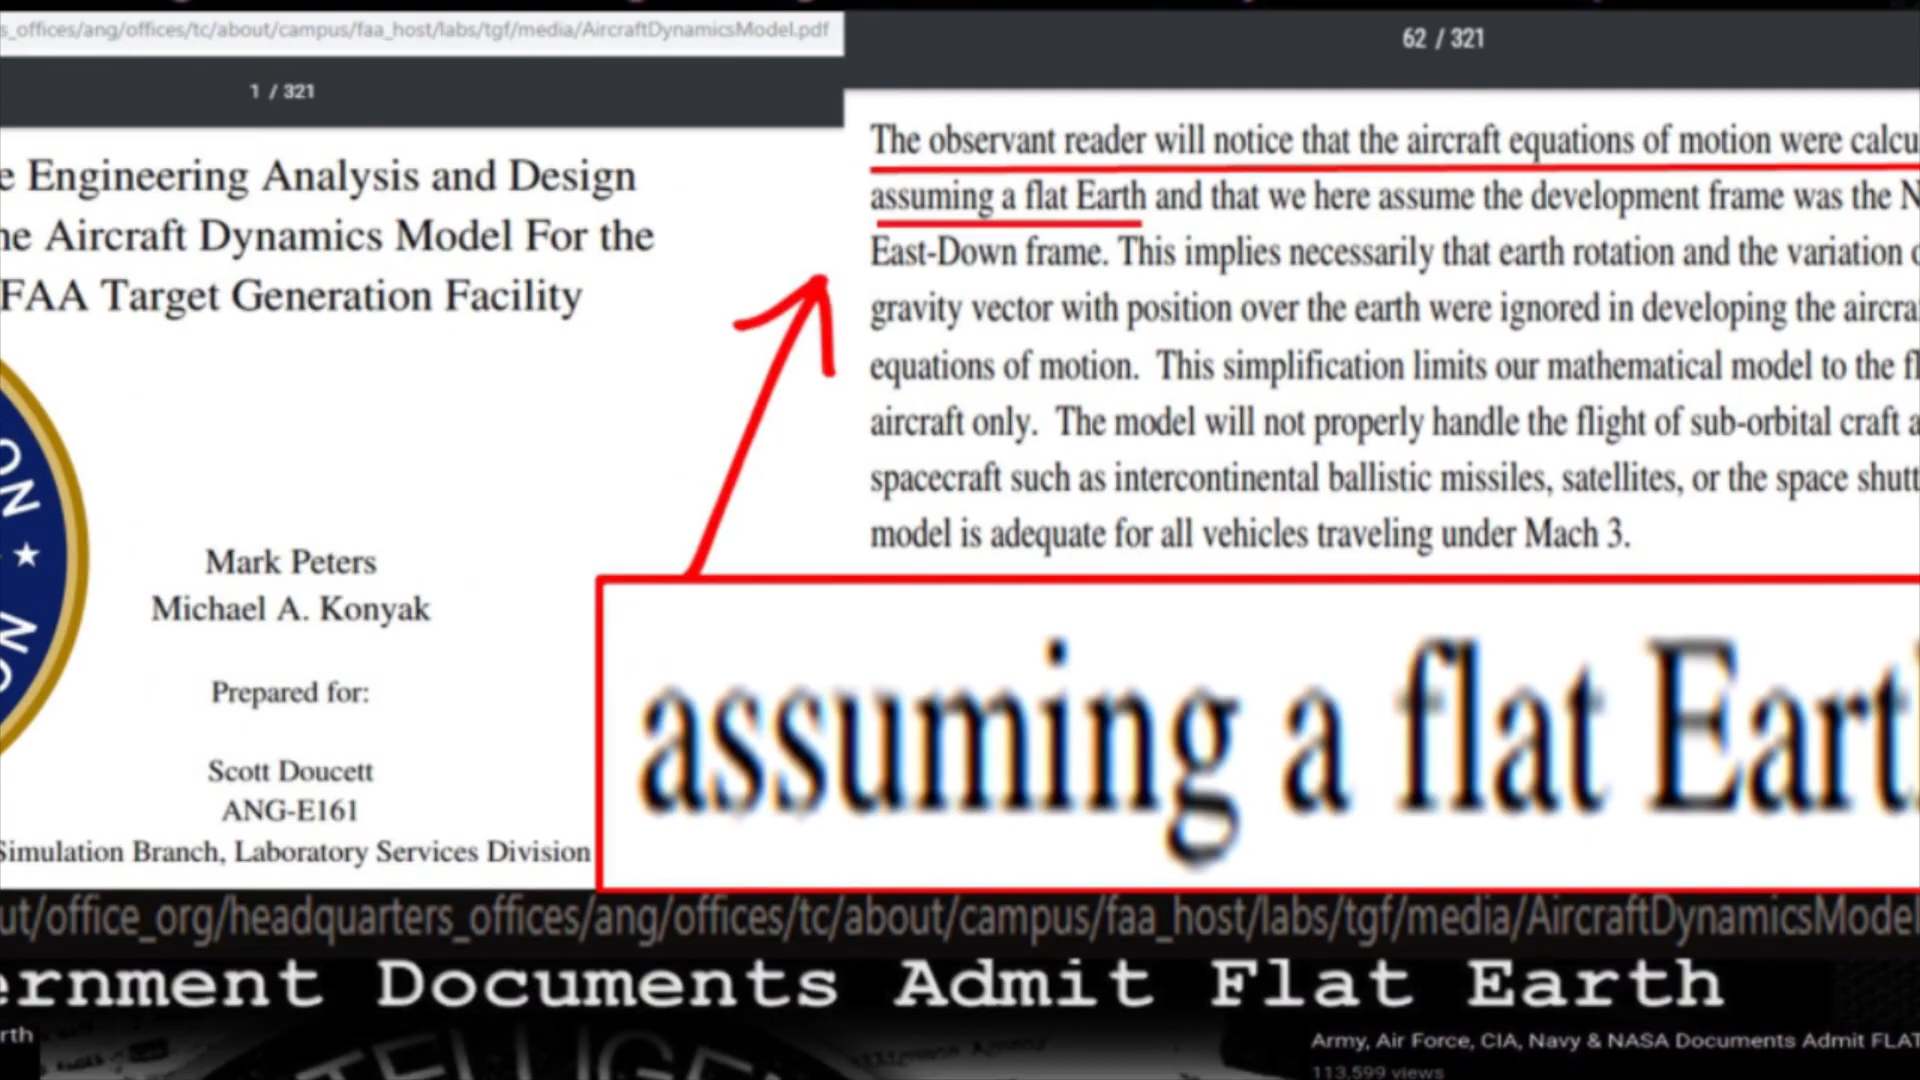 s_offices/ang/offices/tc/about/campus/faa_host/labs/tgf/media/AircraftDynamicsModel.pdf
1 / 321
e Engineering Analysis and Design
he Aircraft Dynamics Model For the
FAA Target Generation Facility
ON
NO
Mark Peters
Michael A. Konyak
Prepared for:
Scott Doucett
ANG-E161
Simulation Branch, Laboratory Services Division
62 / 321
The observant reader will notice that the aircraft equations of motion were calcu
assuming a flat Earth and that we here assume the development frame was the N
East-Down frame. This implies necessarily that earth rotation and the variation o
gravity vector with position over the earth were ignored in developing the aircra
equations of motion. This simplification limits our mathematical model to the fl
aircraft only. The model will not properly handle the flight of sub-orbital craft a
spacecraft such as intercontinental ballistic missiles, satellites, or the space shutt
model is adequate for all vehicles traveling under Mach 3.
assuming a flat Earth
ut/office_org/headquarters_offices/ang/offices/tc/about/campus/faa_host/labs/tgf/media/AircraftDynamicsModel
ernment Documents Admit Flat Earth
rth
TELLIGE
Army, Air Force, CIA, Navy & NASA Documents Admit FLAT
113,599 views